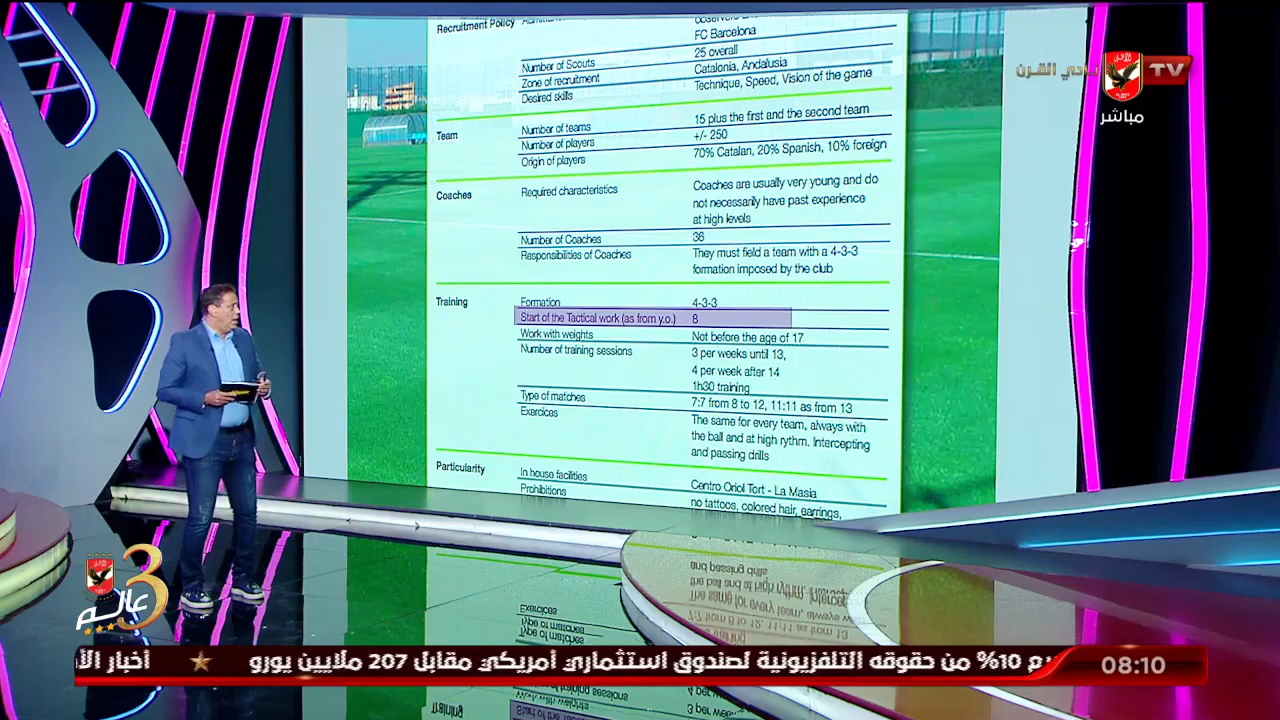 Recruitment Policy
FC Barcelona
Number of Scouts 25 overall
Zone of recruitment Catalonia, Andalusia
Desired skills Technique, Speed, Vision of the game
Team Number of teams 15 plus the first and the second team
Number of players +/- 250
Origin of players 70% Catalan, 20% Spanish, 10% foreign
Coaches Required characteristics Coaches are usually very young and do
not necessarily have past experience
at high levels
Number of Coaches 36
Responsibilities of Coaches They must field a team with a 4-3-3
formation imposed by the club
Training Formation 4-3-3
Start of the Tactical work (as from y.o.) 8
Work with weights Not before the age of 17
Number of training sessions 3 per weeks until 13,
4 per week after 14
1h30 training
Type of matches 7:7 from 8 to 12, 11:11 as from 13
Exercices The same for every team, always with
the ball and at high rythm. Intercepting
and passing drills
Particularity In house facilities Centro Oriol Tort - La Masia
Prohibitions no tattoos, colored hair, earrings,
نادي القرن TV
مباشر
3
عالم
10% من حقوقه التلفزيونية لصندوق استثماري أمريكي مقابل 207 ملايين يورو
أخبار
08:10